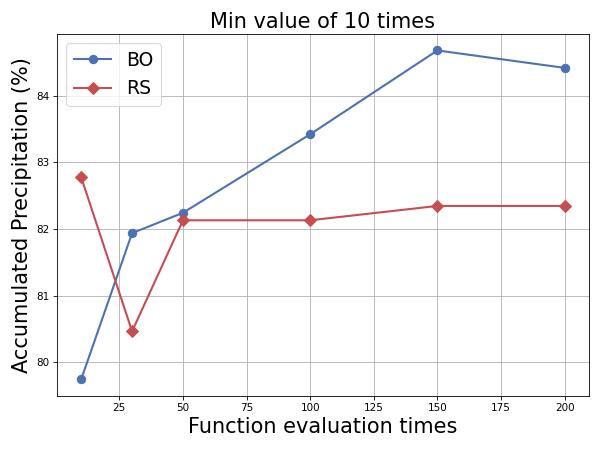 Min value of 10 times
BO
RS
Accumulated Precipitation (%)
84
83
82
81
80
25 50 75 100 125 150 175 200
Function evaluation times